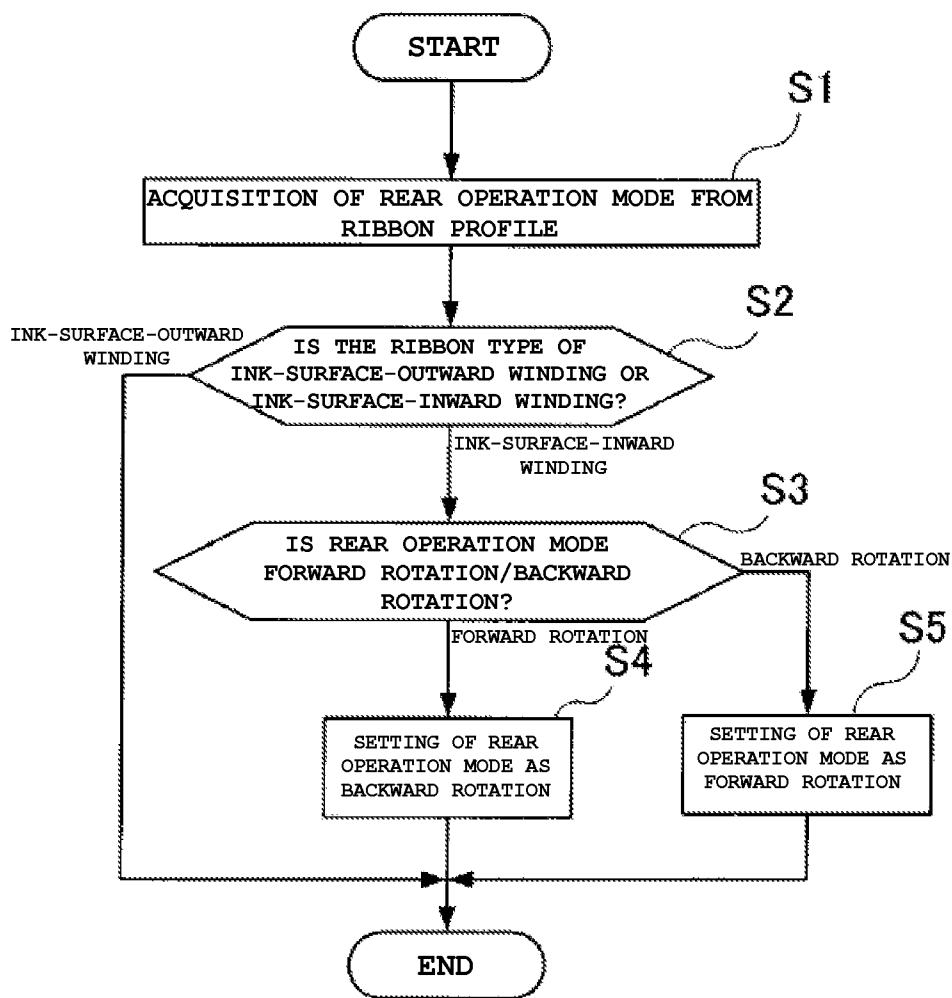 START
S1
ACQUISITION OF REAR OPERATION MODE FROM
RIBBON PROFILE
S2
INK-SURFACE-OUTWARD
WINDING
IS THE RIBBON TYPE OF
INK-SURFACE-OUTWARD WINDING OR
INK-SURFACE-INWARD WINDING?
INK-SURFACE-INWARD
WINDING
S3
IS REAR OPERATION MODE
FORWARD ROTATION/BACKWARD
ROTATION?
BACKWARD ROTATION
FORWARD ROTATION
S4
S5
SETTING OF REAR
OPERATION MODE AS
BACKWARD ROTATION
SETTING OF REAR
OPERATION MODE AS
FORWARD ROTATION
END